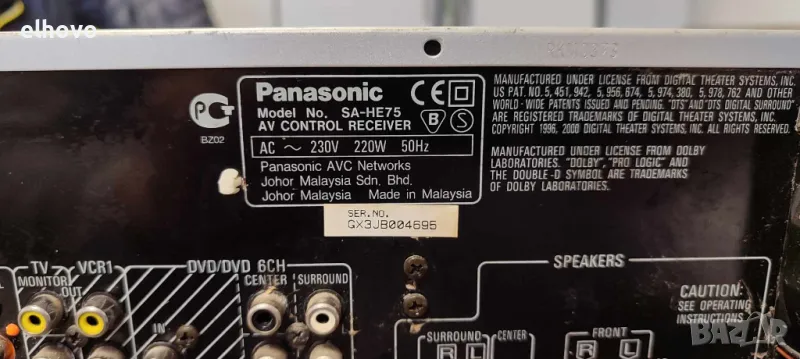 elhovo
Panasonic CE
Model No. SA-HE75
AV CONTROL RECEIVER B S
AC ~ 230V 220W 50Hz
Panasonic AVC Networks
Johor Malaysia Sdn. Bhd.
Johor Malaysia Made in Malaysia
BZ02
SER.NO.
GX3JB004695
MANUFACTURED UNDER LICENSE FROM DIGITAL THEATER SYSTEMS, INC.
US PAT. NO. 5, 451, 942, 5, 956, 674, 5, 974, 380, 5, 978, 762 AND OTHER
WORLD - WIDE PATENTS ISSUED AND PENDING. "DTS" AND "DTS DIGITAL SURROUND"
ARE REGISTERED TRADEMARKS OF DIGITAL THEATER SYSTEMS, INC.
COPYRIGHT 1996, 2000 DIGITAL THEATER SYSTEMS, INC. ALL RIGHTS RESERVED.
MANUFACTURED UNDER LICENSE FROM DOLBY
LABORATORIES. "DOLBY", "PRO LOGIC" AND
THE DOUBLE-D SYMBOL ARE TRADEMARKS
OF DOLBY LABORATORIES.
TV VCR1 DVD/DVD 6CH
MONITOR OUT
IN
CENTER SURROUND
SPEAKERS
SURROUND CENTER FRONT
R L R L
CAUTION:
SEE OPERATING
INSTRUCTIONS
bazar